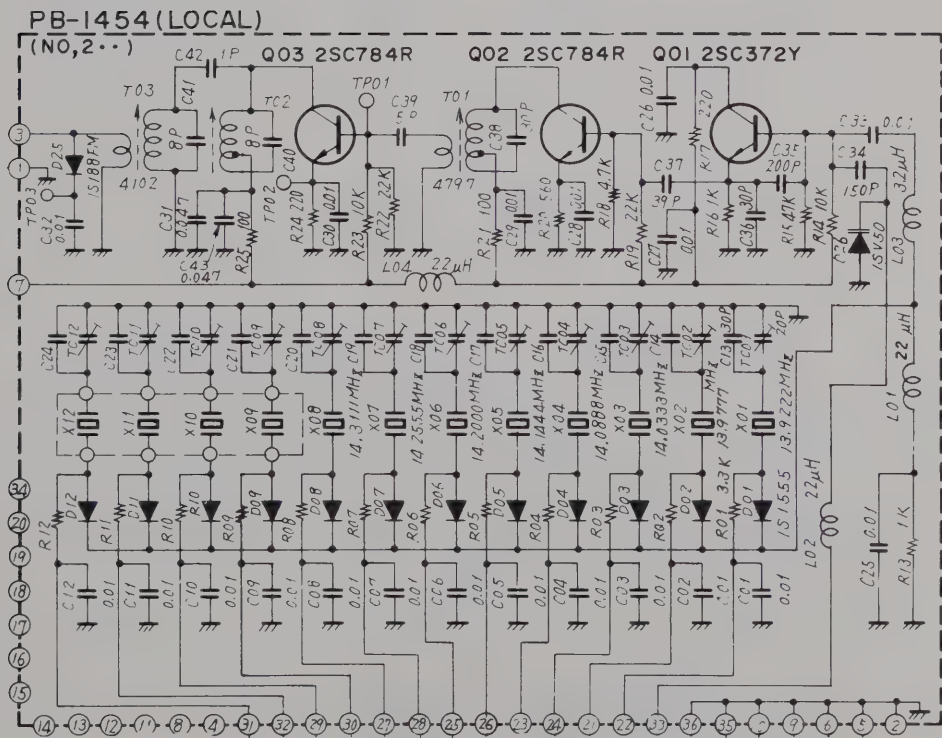 PB-1454(LOCAL)
(NO,2··)
Q03 2SC784R
Q02 2SC784R
Q01 2SC372Y
C42 1P
T03
C41
8P
TC2
8P
TP01
C39
5P
T01
C38
C26 0.01
220
R17
C33 0.01
C34
150P
3.2μH
L03
3
1
7
D25
1S188FM
TP03
C32
0.01
4102
C31
0.047
C43
0.047
R25
100
C40
TP02
R24 220
C30
R23
10K
R22
22K
4797
R21
100
C29
0.01
R20 560
C28
R18
4.7K
R19
22K
C37
39P
C27
0.01
R16 1K
C36
30P
C35
200P
R15 47K
R14 10K
1SV50
L04
22μH
22 μH
L01
C24
TC12
C23
TC11
C22
TC10
C21
TC09
C20
TC08
C19
TC07
C18
TC06
C17
TC05
C16
TC04
C15
TC03
C14
TC02
C13 30P
TC01
20P
X12
X11
X10
X09
X08
14.311MHz
X07
14.2555MHz
X06
14.2000MHz
X05
14.1444MHz
X04
14.0888MHz
X03
14.0333MHz
X02
13.9777 MHz
X01
13.9222MHz
R12
D12
R11
D11
R10
D10
R09
D09
R08
D08
R07
D07
R06
D06
R05
D05
R04
D04
R03
D03
R02
D02
R01 3.3K
D01
1S1555
22μH
L02
C25
0.01
R13
1K
C12
0.01
C11
0.01
C10
0.01
C09
0.01
C08
0.01
C07
0.01
C06
0.01
C05
0.01
C04
0.01
C03
0.01
C02
0.01
C01
0.01
34
20
19
18
17
16
15
14 13 12 8 4 31 32 29 30 27 28 25 26 23 24 21 22 33 36 35 9 6 5 2